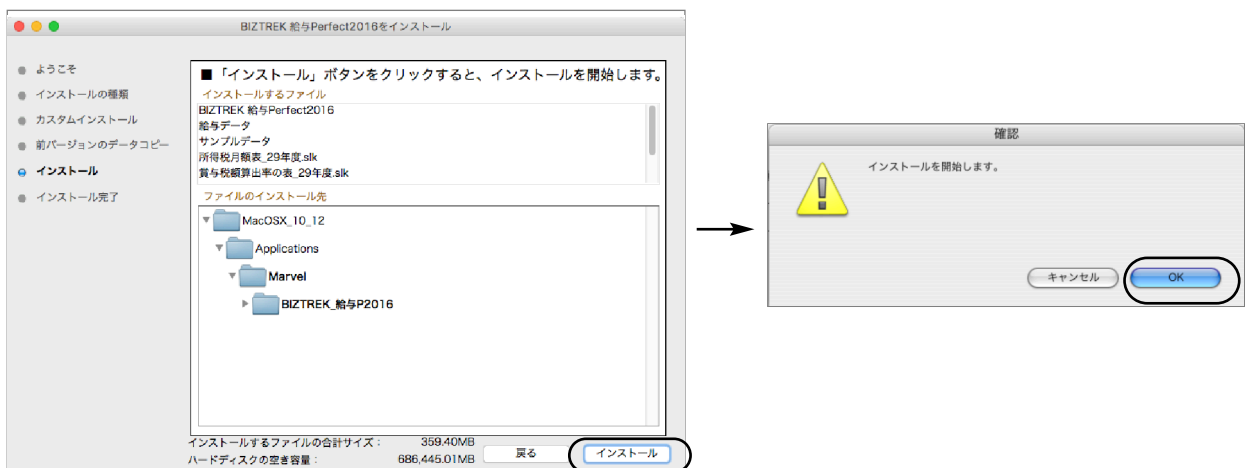 BIZTREK 給与Perfect2016をインストール
ようこそ
インストールの種類
カスタムインストール
前バージョンのデータコピー
インストール
インストール完了
■「インストール」ボタンをクリックすると、インストールを開始します。
インストールするファイル
BIZTREK 給与Perfect2016
給与データ
サンプルデータ
所得税月額表_29年度.slk
賞与税額算出率の表_29年度.slk
ファイルのインストール先
MacOSX_10_12
Applications
Marvel
BIZTREK_給与P2016
インストールするファイルの合計サイズ： 359.40MB
ハードディスクの空き容量： 686,445.01MB
戻る
インストール
確認
インストールを開始します。
キャンセル
OK